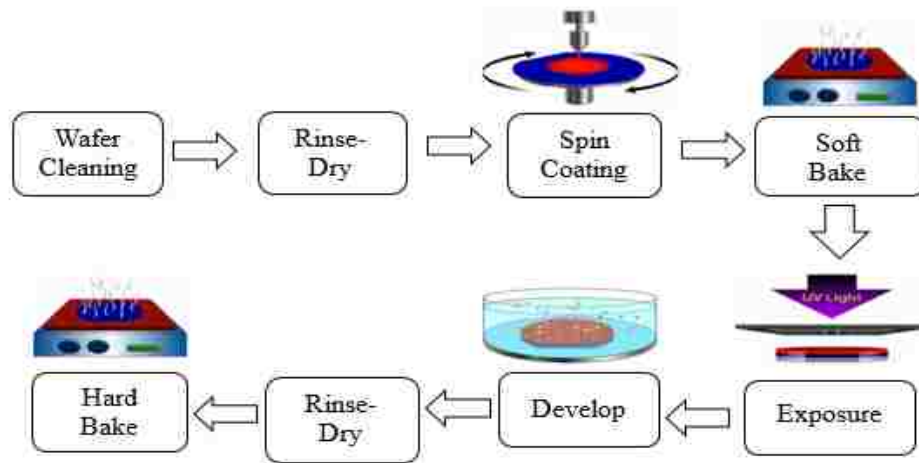 Wafer
Cleaning
Rinse-
Dry
Spin
Coating
Soft
Bake
UV Light
Exposure
Develop
Rinse-
Dry
Hard
Bake